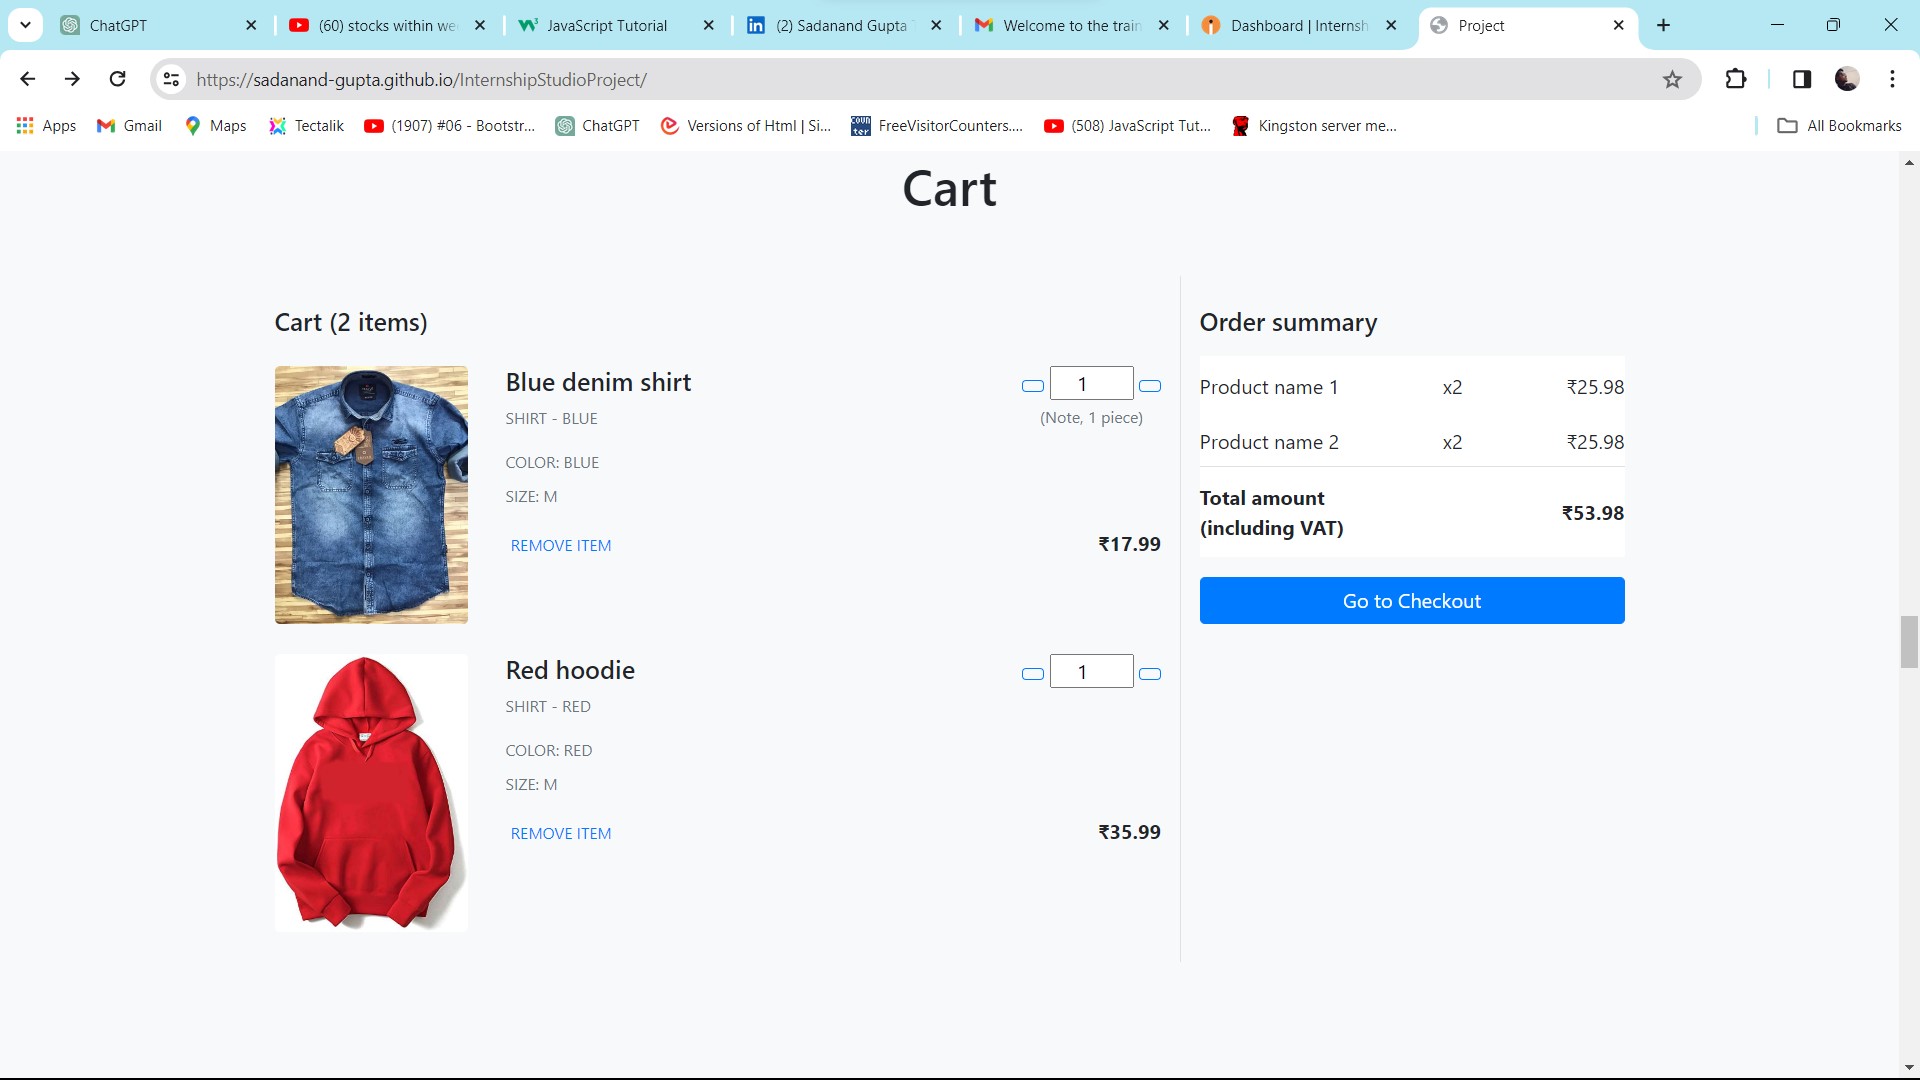 ChatGPT
(60) stocks within we
JavaScript Tutorial
(2) Sadanand Gupta
Welcome to the train
Dashboard | Internsh
Project
https://sadanand-gupta.github.io/InternshipStudioProject/
Apps
Gmail
Maps
Tectalik
(1907) #06 - Bootstr...
ChatGPT
Versions of Html | Si...
FreeVisitorCounters....
(508) JavaScript Tut...
Kingston server me...
All Bookmarks
Cart
Cart (2 items)
Blue denim shirt
1
SHIRT - BLUE
(Note, 1 piece)
COLOR: BLUE
SIZE: M
REMOVE ITEM
₹17.99
Red hoodie
1
SHIRT - RED
COLOR: RED
SIZE: M
REMOVE ITEM
₹35.99
Order summary
Product name 1 x2 ₹25.98
Product name 2 x2 ₹25.98
Total amount
(including VAT)
₹53.98
Go to Checkout